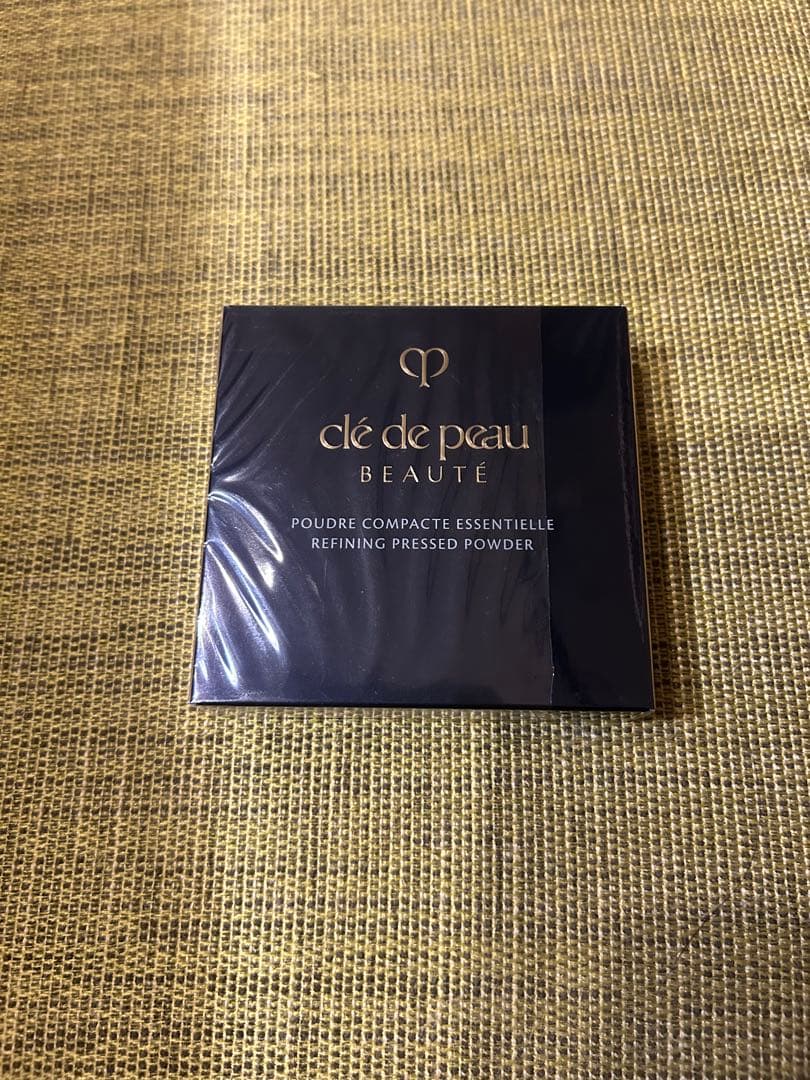 clé de peau
BEAUTÉ
POUDRE COMPACTE ESSENTIELLE
REFINING PRESSED POWDER